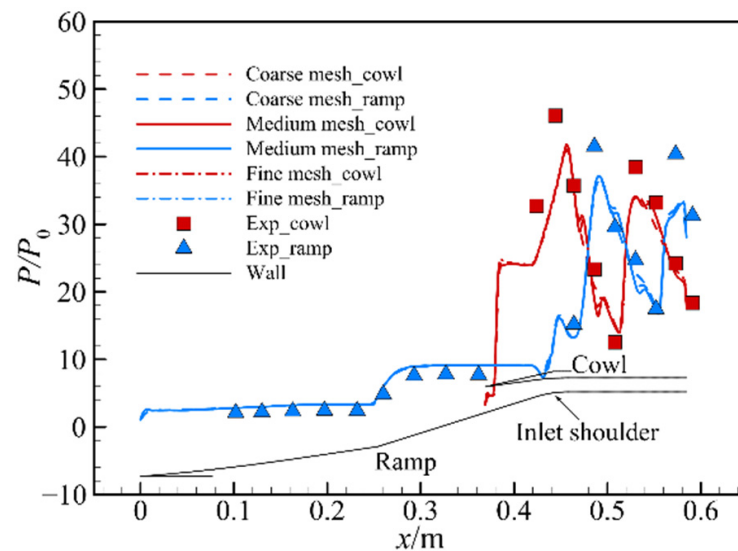 60
50
40
30
20
10
0
−10
P/P0
Coarse mesh_cowl
Coarse mesh_ramp
Medium mesh_cowl
Medium mesh_ramp
Fine mesh_cowl
Fine mesh_ramp
Exp_cowl
Exp_ramp
Wall
Cowl
Inlet shoulder
Ramp
0 0.1 0.2 0.3 0.4 0.5 0.6
x/m